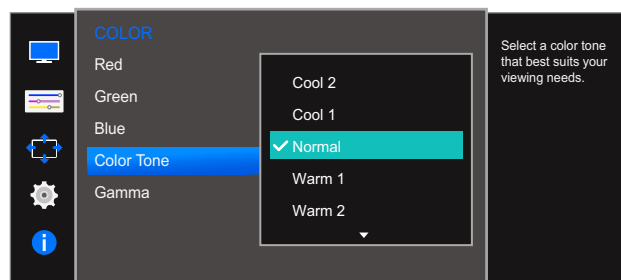 COLOR
Red
Green
Blue
Color Tone
Gamma
Cool 2
Cool 1
Normal
Warm 1
Warm 2
Select a color tone
that best suits your
viewing needs.